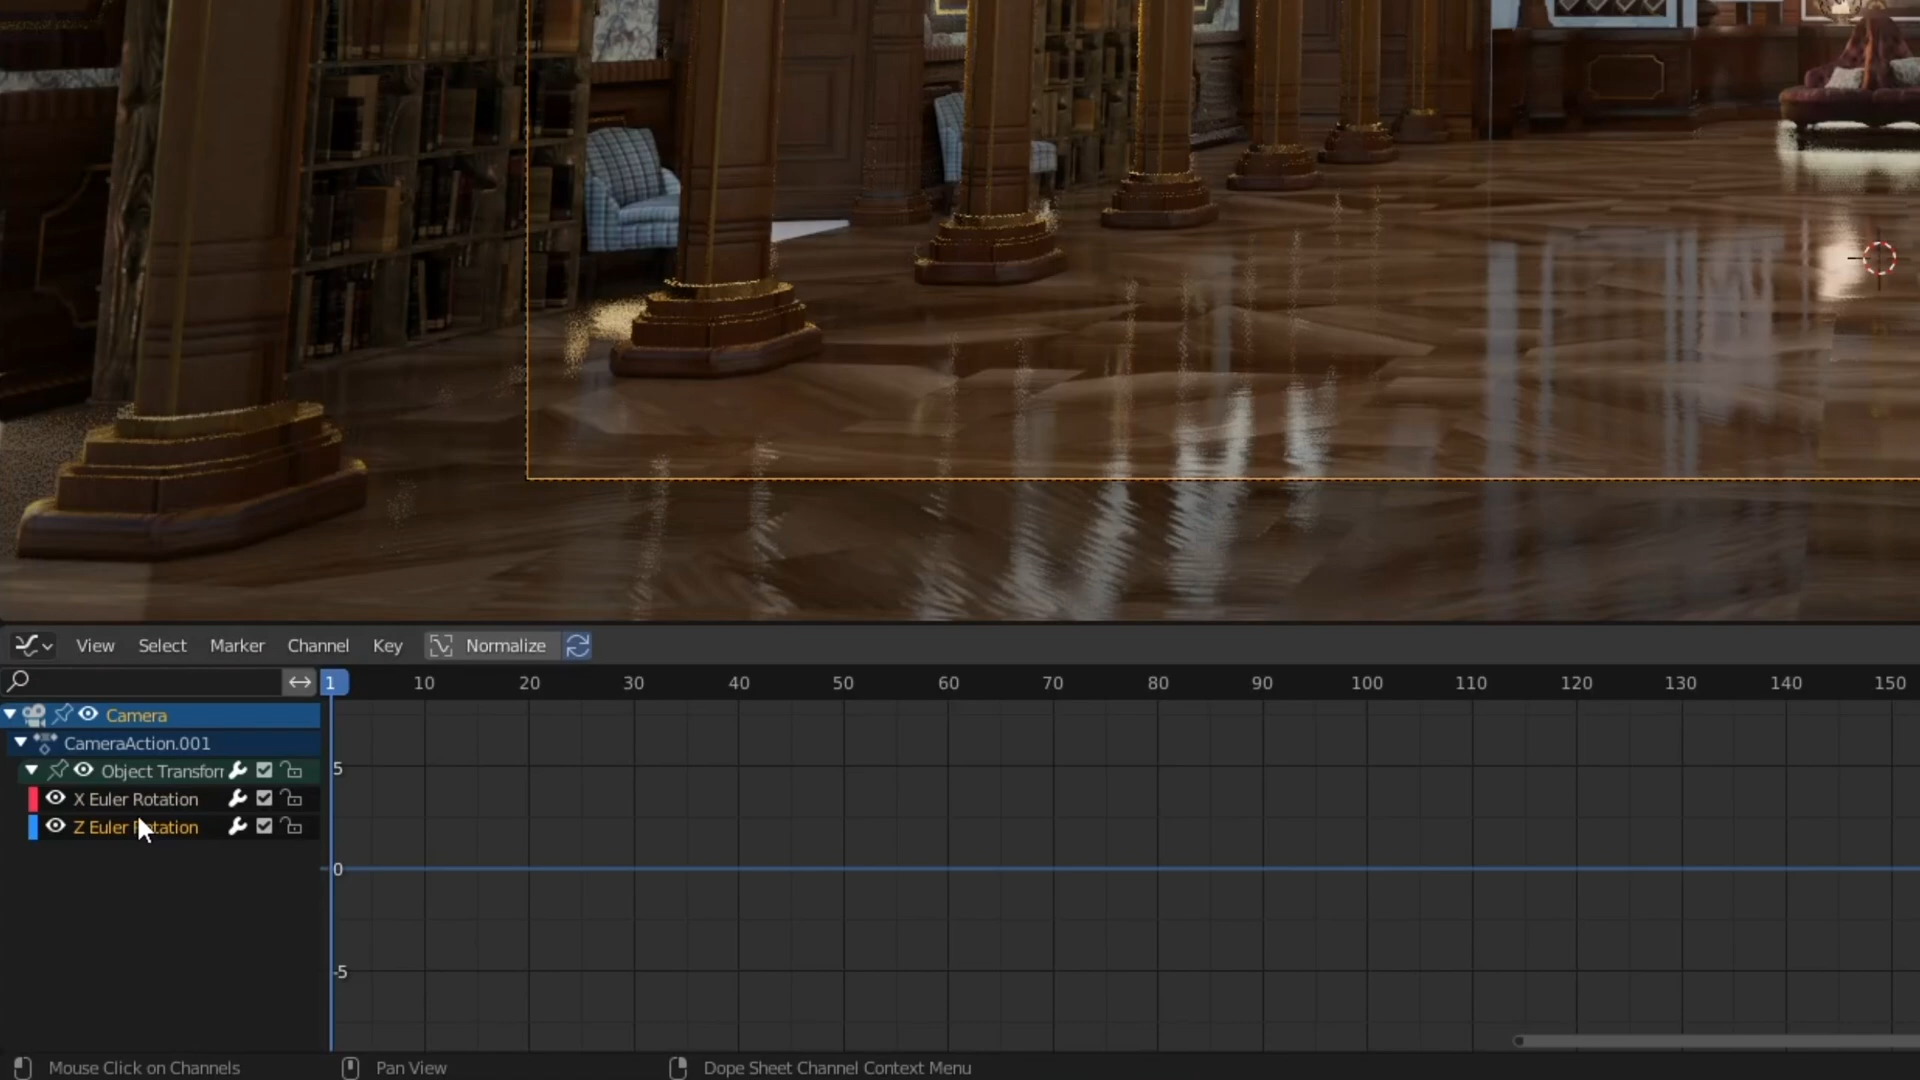 View Select Marker Channel Key Normalize
1 10 20 30 40 50 60 70 80 90 100 110 120 130 140 150
Camera
CameraAction.001
Object Transfor
X Euler Rotation
Z Euler Rotation
5
0
-5
Mouse Click on Channels Pan View Dope Sheet Channel Context Menu